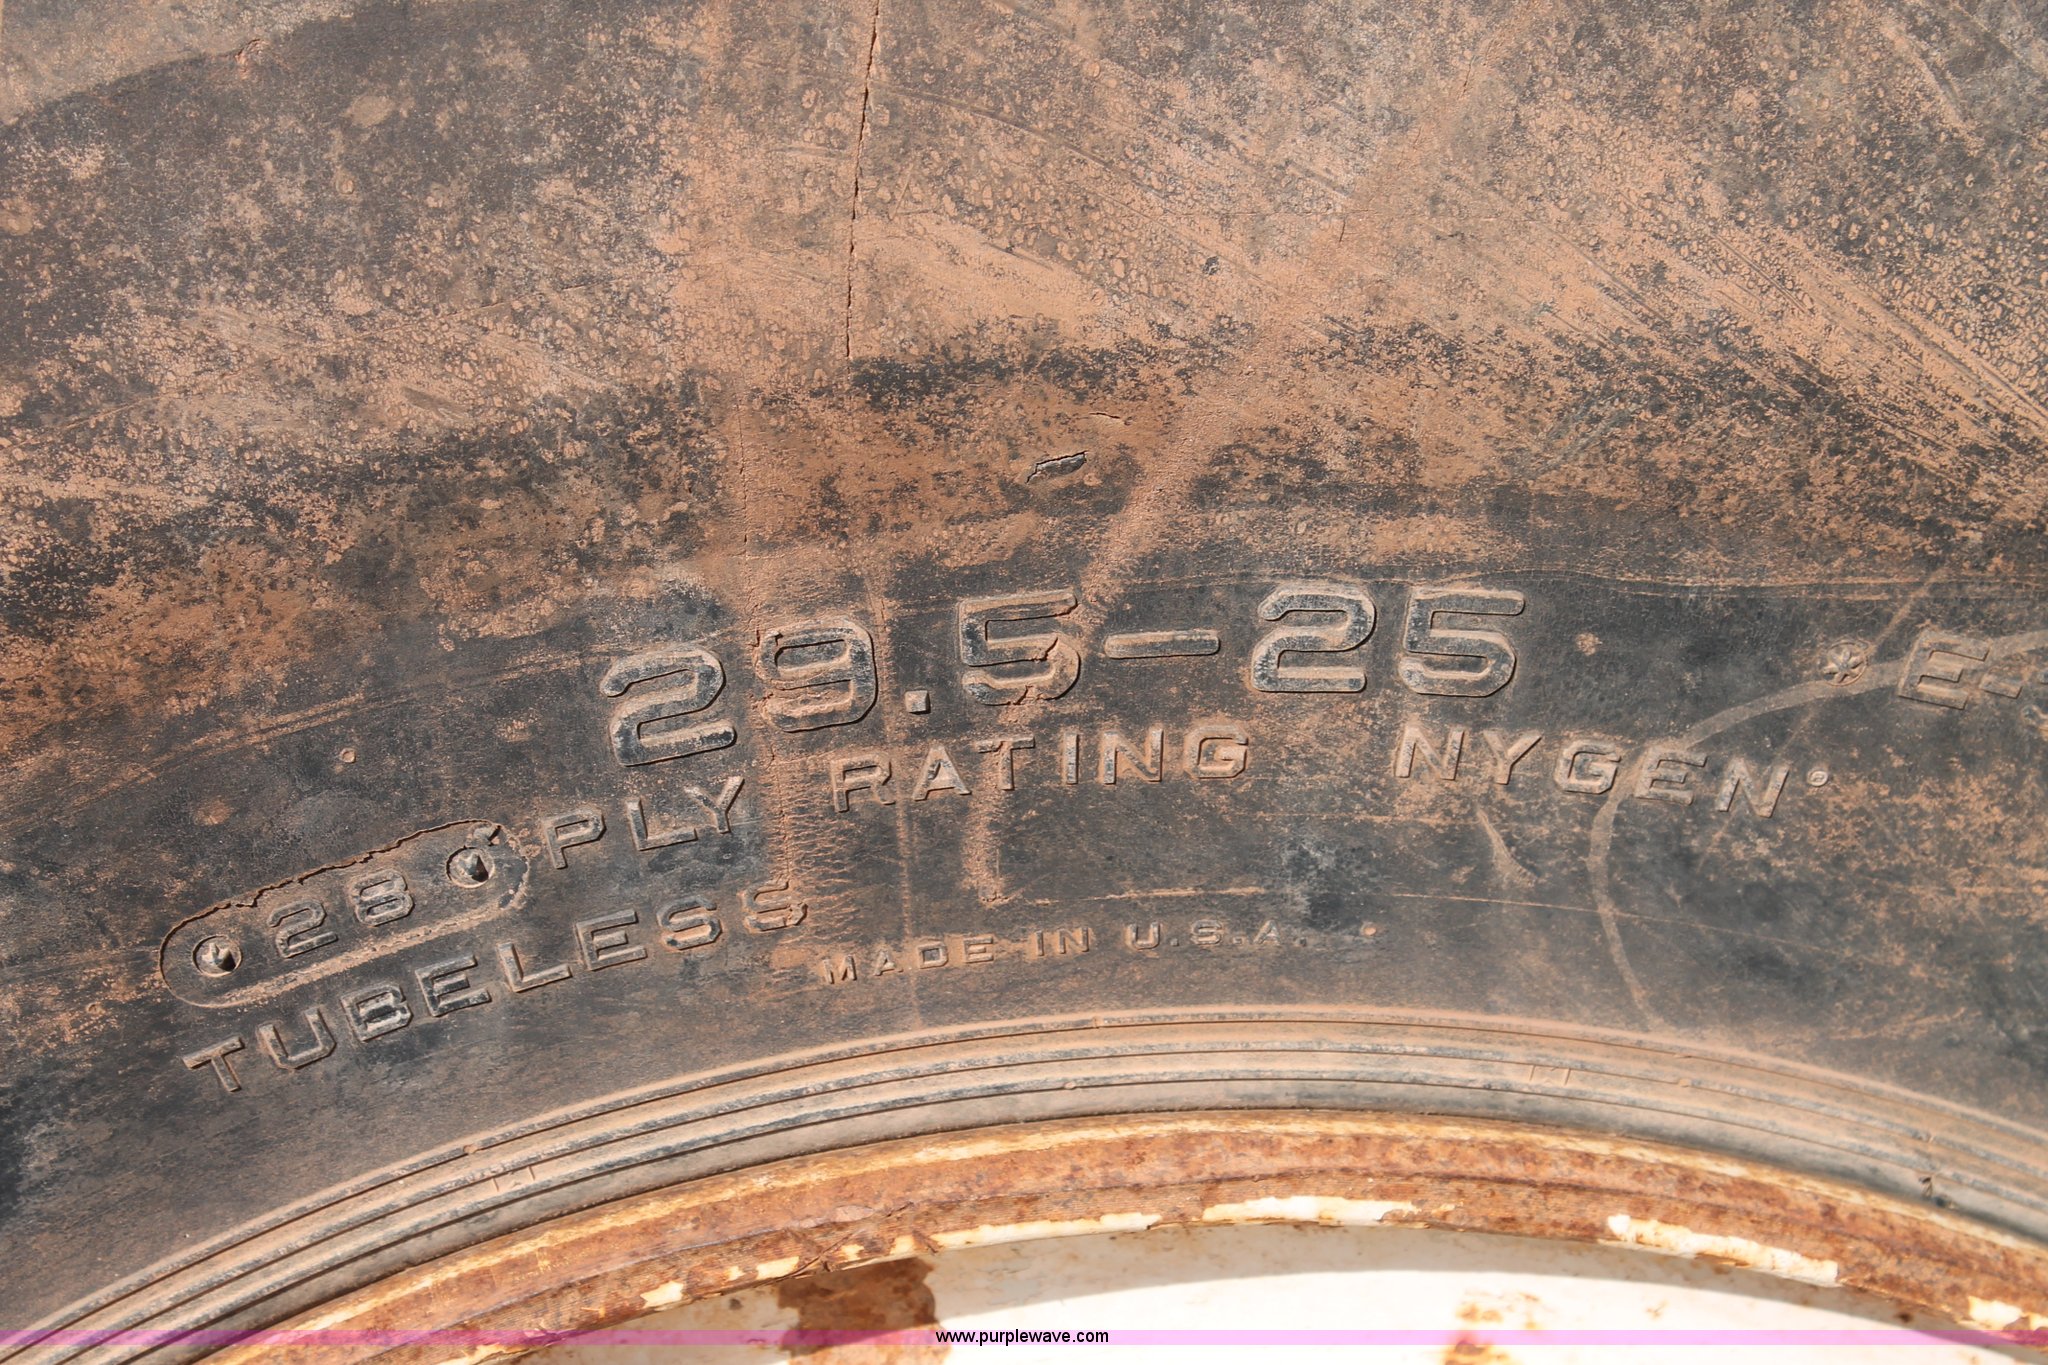 29.5-25
28 PLY RATING NYGEN®
TUBELESS
MADE IN U.S.A.
www.purplewave.com